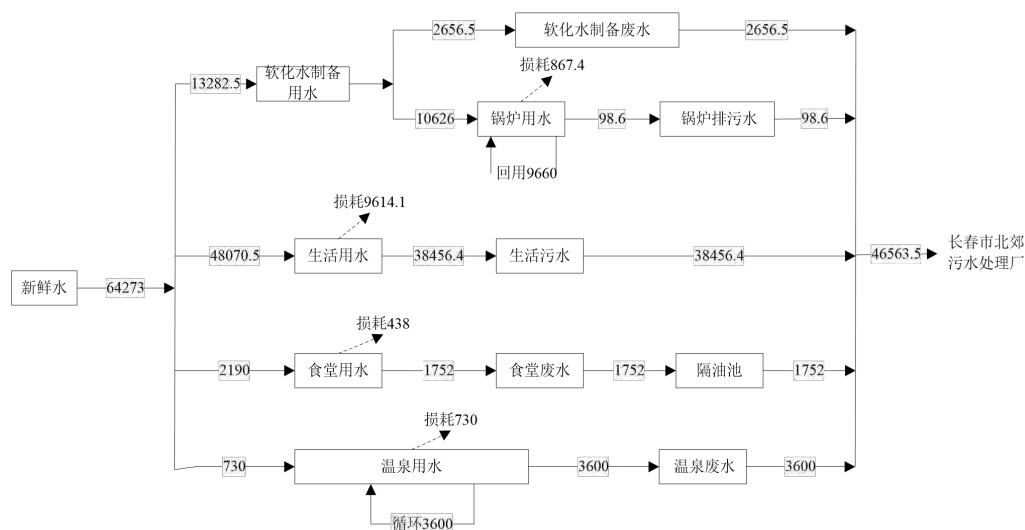 2656.5
软化水制备废水
2656.5
损耗867.4
13282.5
软化水制备
用水
10626
锅炉用水
98.6
锅炉排污水
98.6
回用9660
损耗9614.1
48070.5
生活用水
38456.4
生活污水
38456.4
46563.5
长春市北郊
污水处理厂
新鲜水
64273
损耗438
2190
食堂用水
1752
食堂废水
1752
隔油池
1752
损耗730
730
温泉用水
3600
温泉废水
3600
循环3600